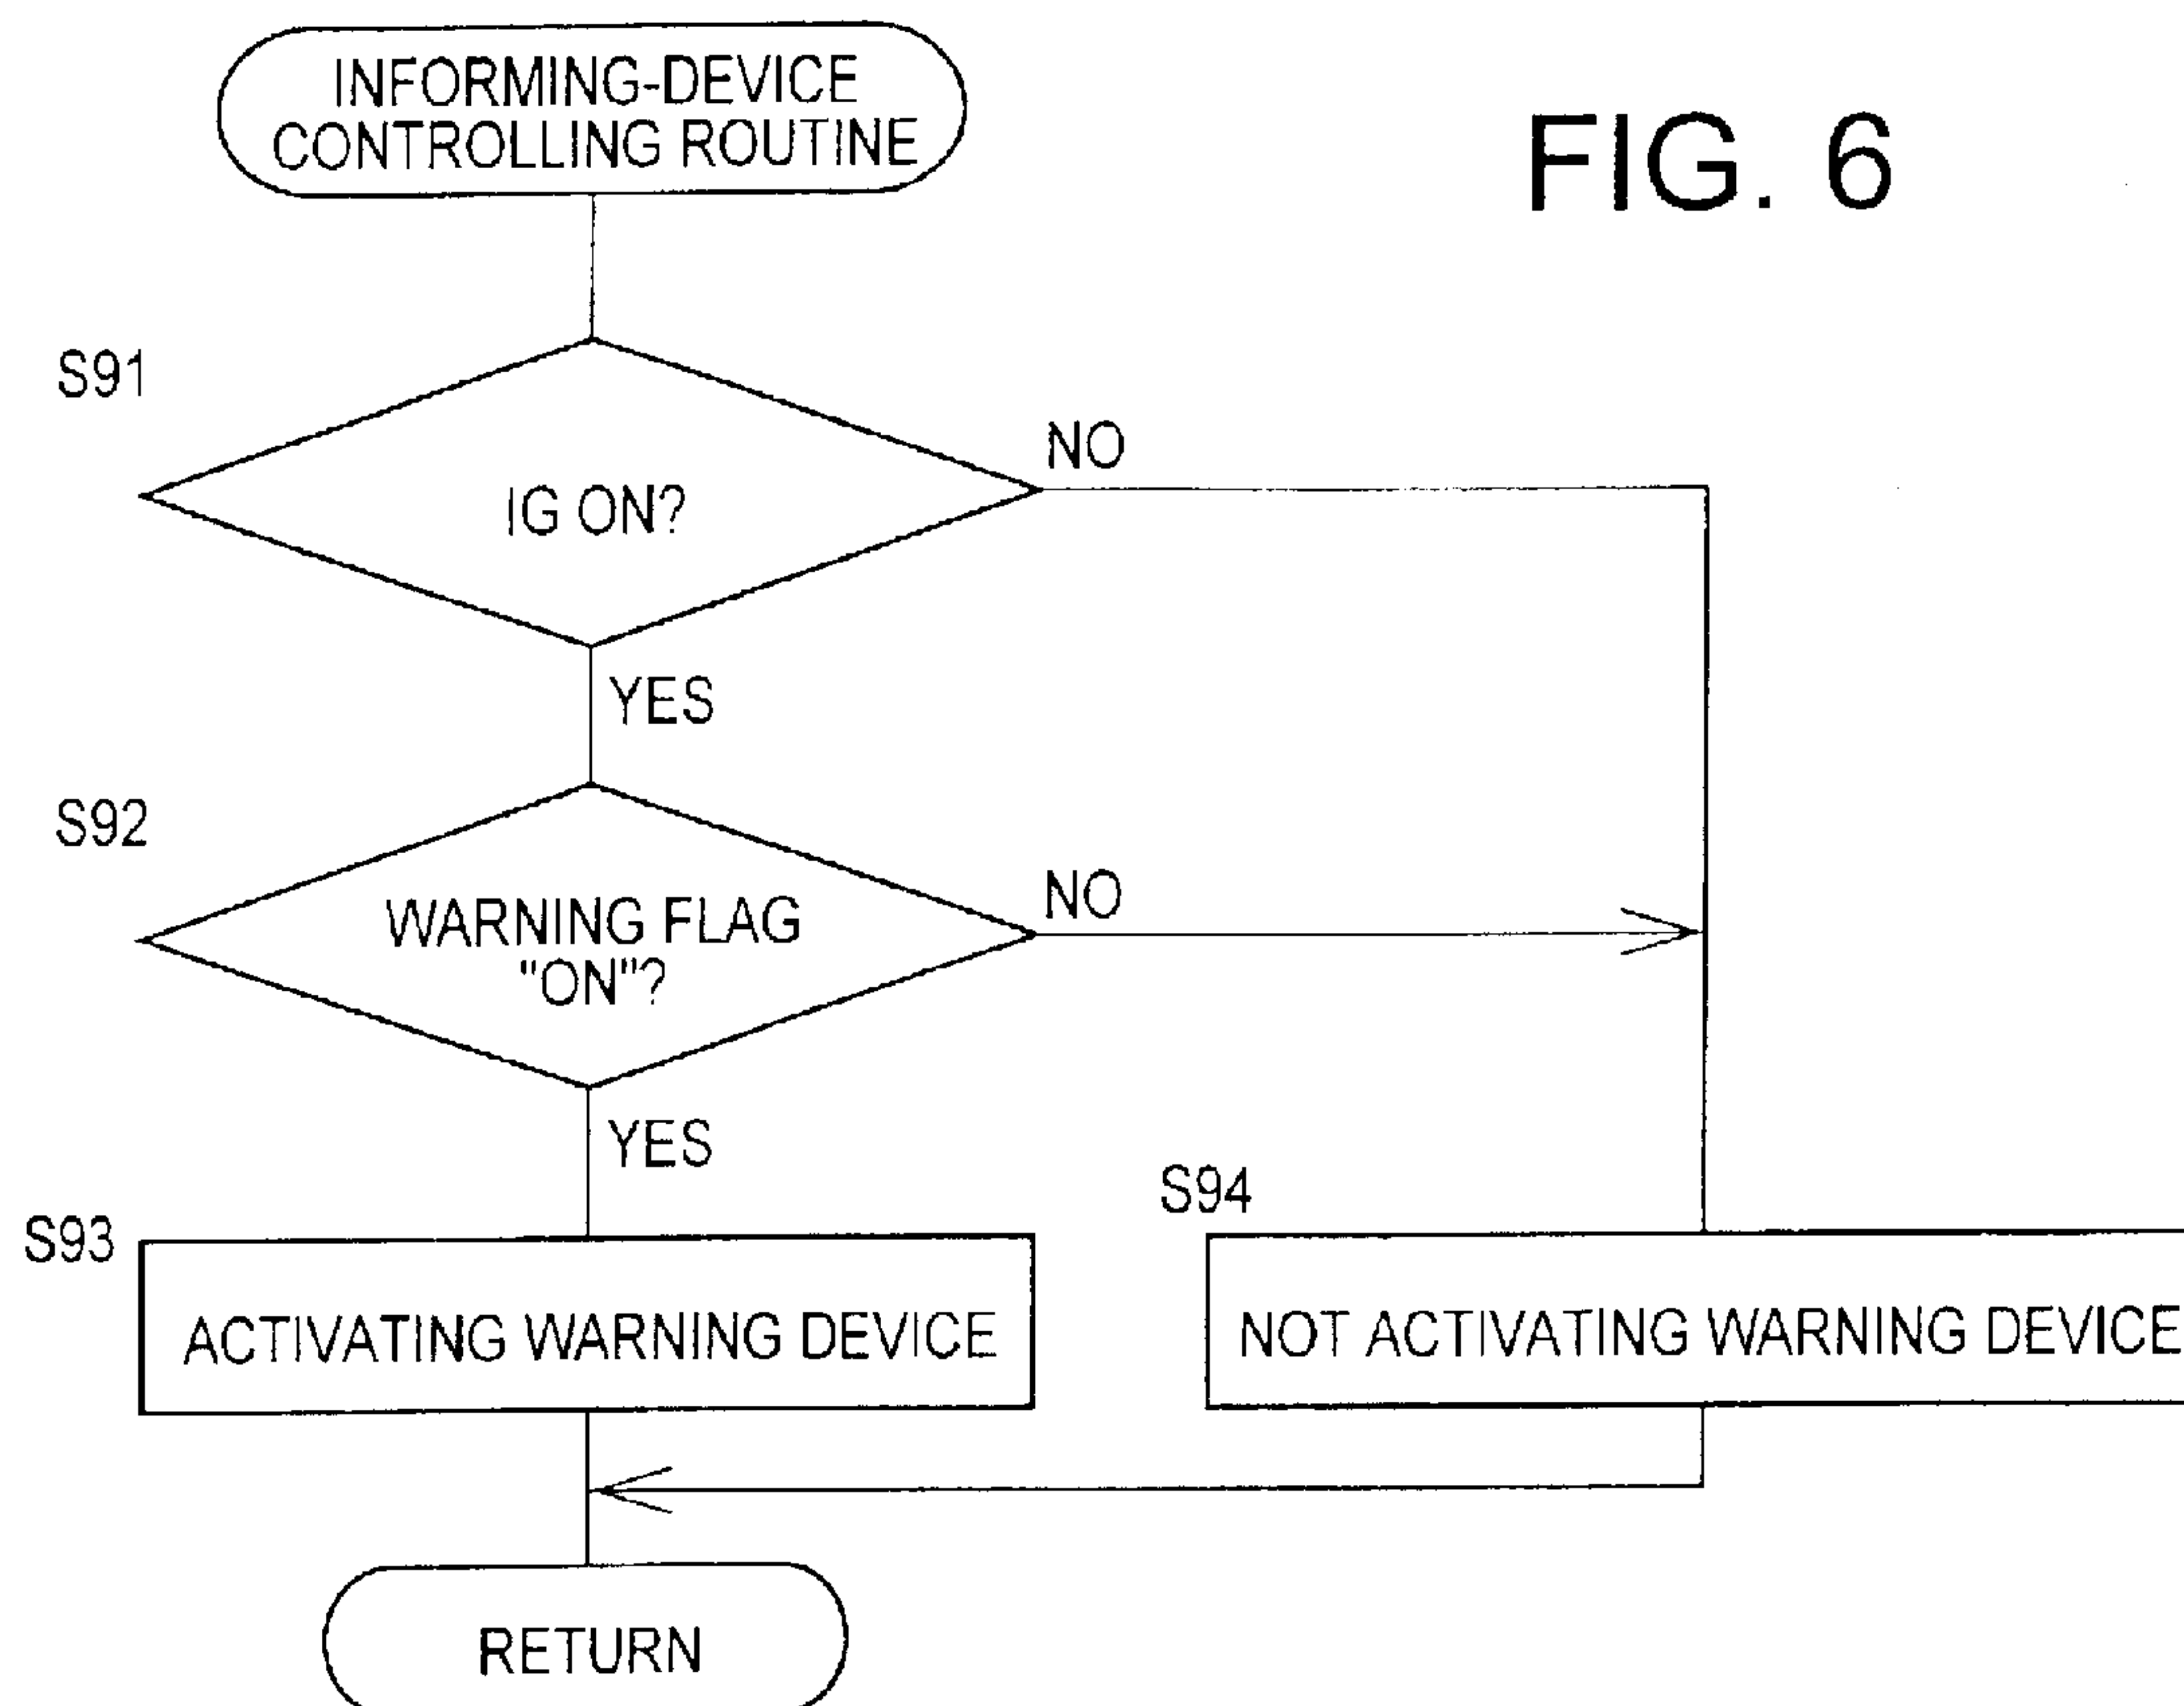 INFORMING-DEVICE
CONTROLLING ROUTINE
FIG. 6
S91
IG ON?
NO
YES
S92
WARNING FLAG
"ON"?
NO
YES
S93
ACTIVATING WARNING DEVICE
S94
NOT ACTIVATING WARNING DEVICE
RETURN